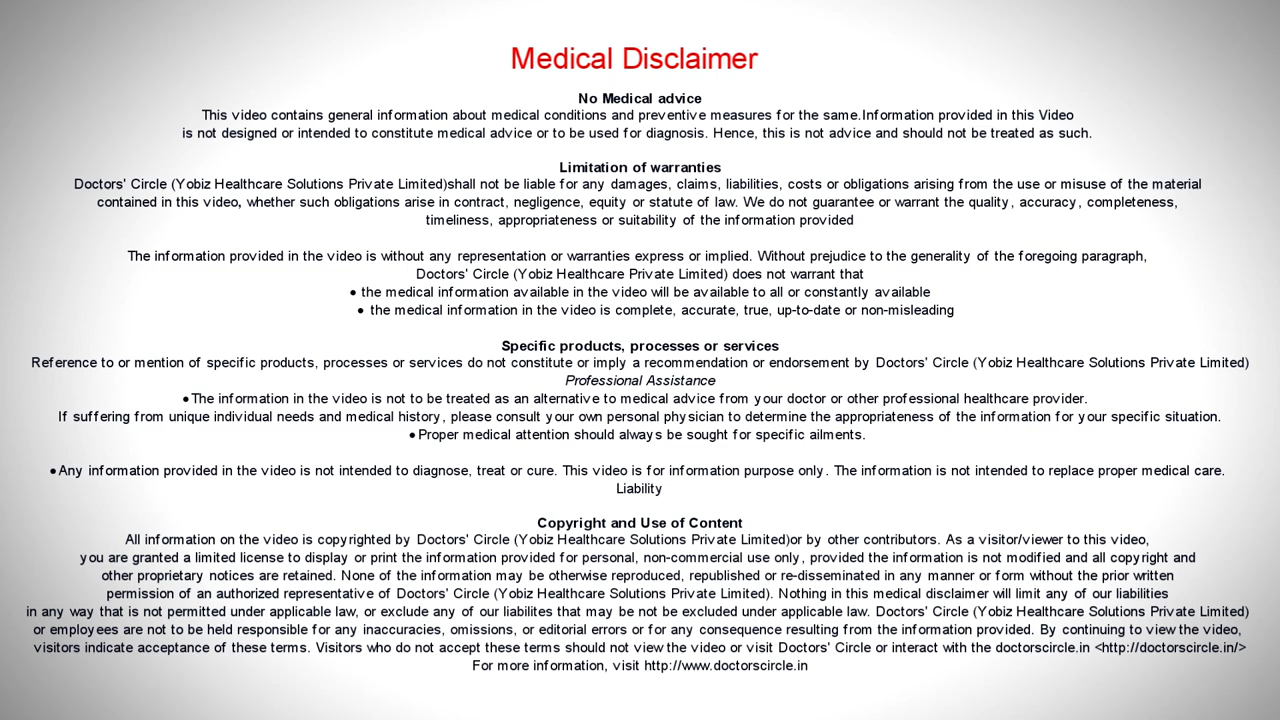 Medical Disclaimer
No Medical advice
This video contains general information about medical conditions and preventive measures for the same.Information provided in this Video
is not designed or intended to constitute medical advice or to be used for diagnosis. Hence, this is not advice and should not be treated as such.
Limitation of warranties
Doctors' Circle (Yobiz Healthcare Solutions Private Limited)shall not be liable for any damages, claims, liabilities, costs or obligations arising from the use or misuse of the material
contained in this video, whether such obligations arise in contract, negligence, equity or statute of law. We do not guarantee or warrant the quality, accuracy, completeness,
timeliness, appropriateness or suitability of the information provided
The information provided in the video is without any representation or warranties express or implied. Without prejudice to the generality of the foregoing paragraph,
Doctors' Circle (Yobiz Healthcare Private Limited) does not warrant that
• the medical information available in the video will be available to all or constantly available
• the medical information in the video is complete, accurate, true, up-to-date or non-misleading
Specific products, processes or services
Reference to or mention of specific products, processes or services do not constitute or imply a recommendation or endorsement by Doctors' Circle (Yobiz Healthcare Solutions Private Limited)
Professional Assistance
•The information in the video is not to be treated as an alternative to medical advice from your doctor or other professional healthcare provider.
If suffering from unique individual needs and medical history, please consult your own personal physician to determine the appropriateness of the information for your specific situation.
•Proper medical attention should always be sought for specific ailments.
•Any information provided in the video is not intended to diagnose, treat or cure. This video is for information purpose only. The information is not intended to replace proper medical care.
Liability
Copyright and Use of Content
All information on the video is copyrighted by Doctors' Circle (Yobiz Healthcare Solutions Private Limited)or by other contributors. As a visitor/viewer to this video,
you are granted a limited license to display or print the information provided for personal, non-commercial use only, provided the information is not modified and all copyright and
other proprietary notices are retained. None of the information may be otherwise reproduced, republished or re-disseminated in any manner or form without the prior written
permission of an authorized representative of Doctors' Circle (Yobiz Healthcare Solutions Private Limited). Nothing in this medical disclaimer will limit any of our liabilities
in any way that is not permitted under applicable law, or exclude any of our liabilites that may be not be excluded under applicable law. Doctors' Circle (Yobiz Healthcare Solutions Private Limited)
or employees are not to be held responsible for any inaccuracies, omissions, or editorial errors or for any consequence resulting from the information provided. By continuing to view the video,
visitors indicate acceptance of these terms. Visitors who do not accept these terms should not view the video or visit Doctors' Circle or interact with the doctorscircle.in <http://doctorscircle.in/>
For more information, visit http://www.doctorscircle.in